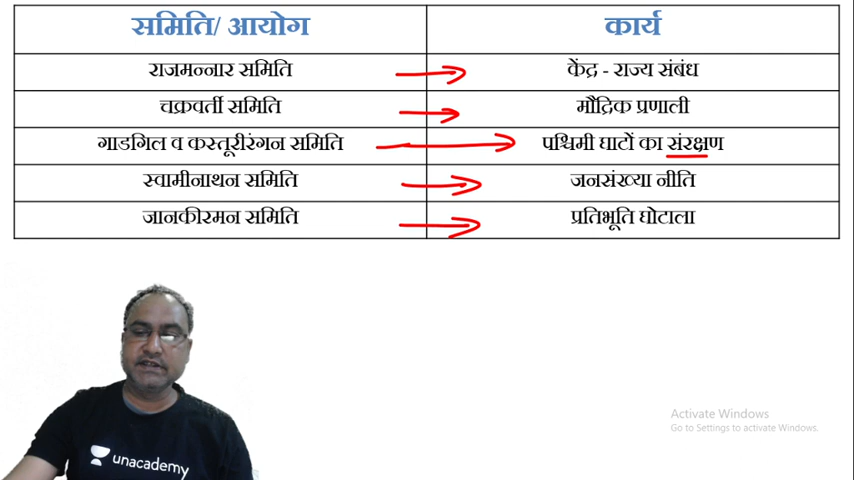 समिति/ आयोग कार्य
राजमन्नार समिति केंद्र - राज्य संबंध
चक्रवर्ती समिति मौद्रिक प्रणाली
गाडगिल व कस्तूरीरंगन समिति पश्चिमी घाटों का संरक्षण
स्वामीनाथन समिति जनसंख्या नीति
जानकीरमन समिति प्रतिभूति घोटाला
Activate Windows
Go to Settings to activate Windows.
unacademy